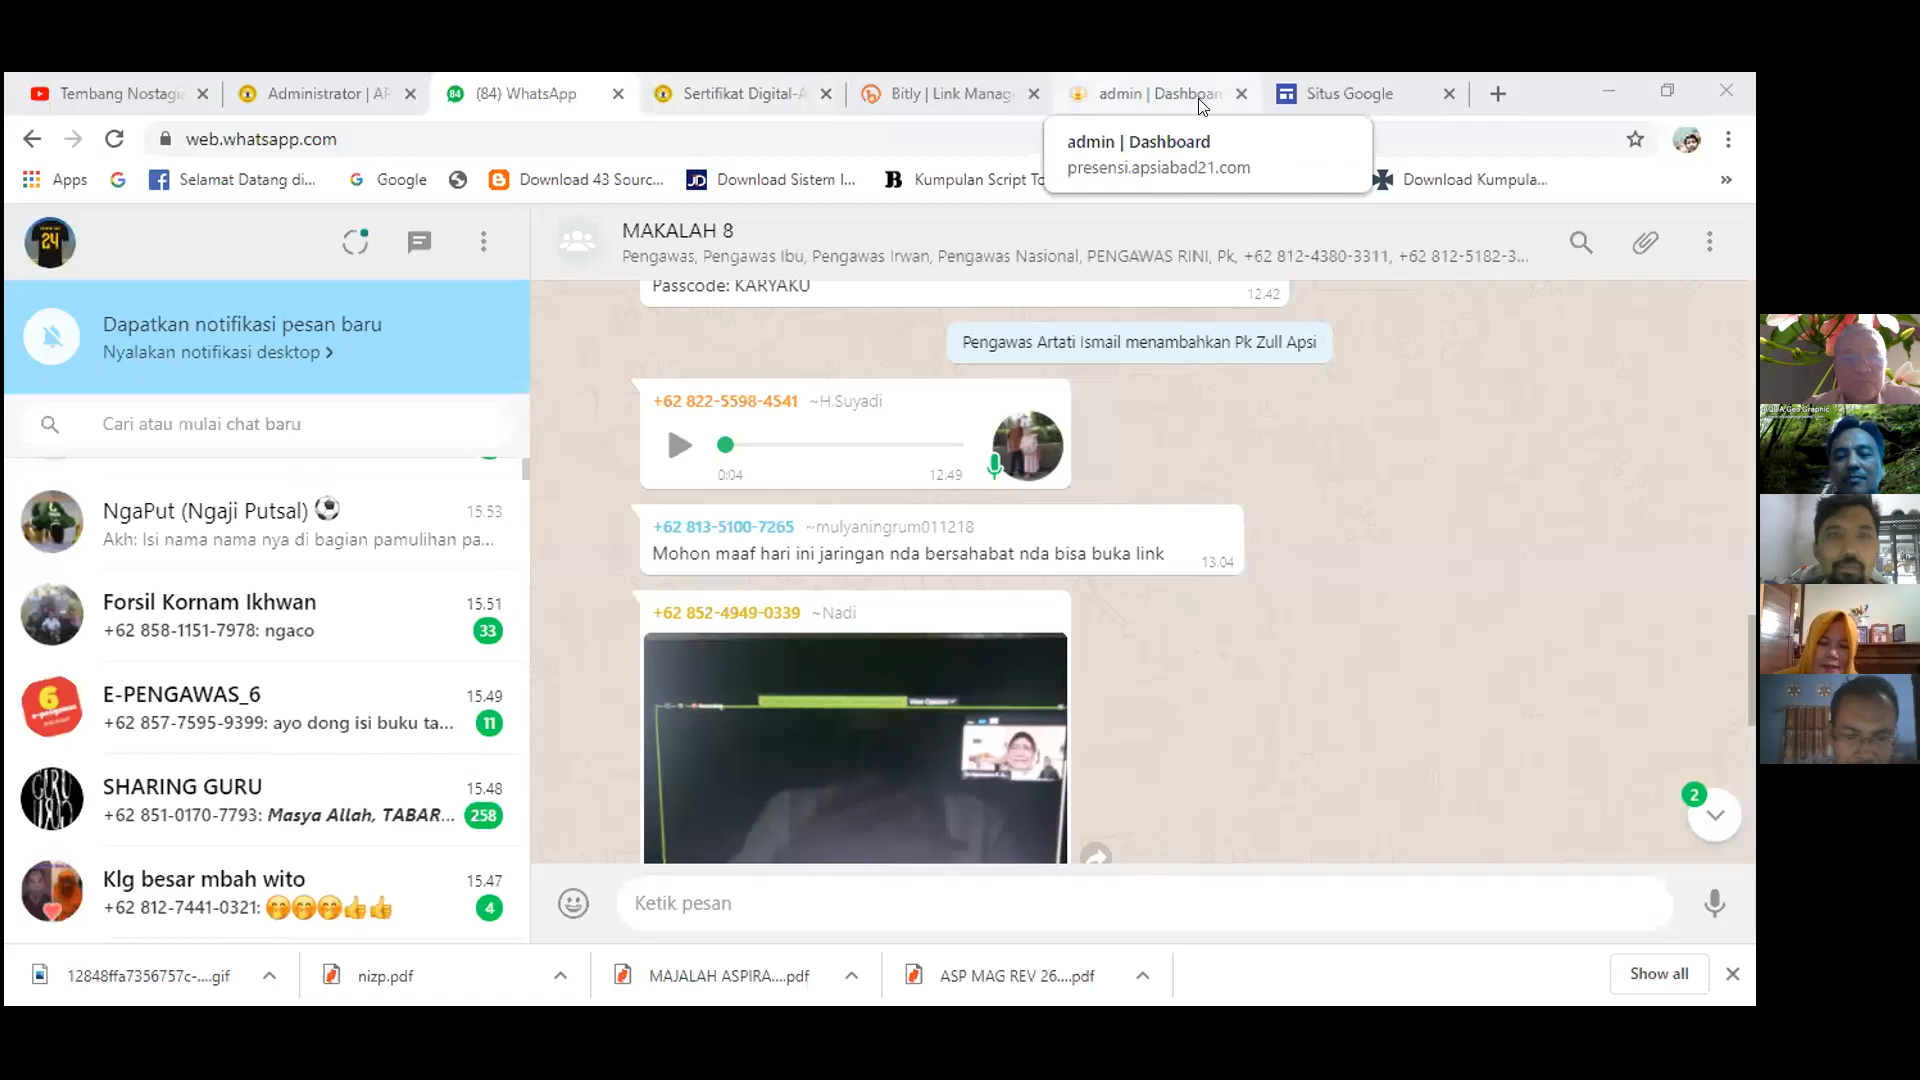 Tembang Nostagia
Administrator | AP
(84) WhatsApp
Sertifikat Digital-A
Bitly | Link Manag
admin | Dashboar
Situs Google
web.whatsapp.com
admin | Dashboard
presensi.apsiabad21.com
Apps
Selamat Datang di...
Google
Download 43 Sourc...
Download Sistem I...
Kumpulan Script To
Download Kumpula...
»
24
MAKALAH 8
Pengawas, Pengawas Ibu, Pengawas Irwan, Pengawas Nasional, PENGAWAS RINI, Pk, +62 812-4380-3311, +62 812-5182-3...
Dapatkan notifikasi pesan baru
Nyalakan notifikasi desktop >
Cari atau mulai chat baru
NgaPut (Ngaji Putsal) ⚽ 15.53
Akh: Isi nama nama nya di bagian pamulihan pa...
Forsil Kornam Ikhwan 15.51
+62 858-1151-7978: ngaco 33
E-PENGAWAS_6 15.49
+62 857-7595-9399: ayo dong isi buku ta... 11
SHARING GURU 15.48
+62 851-0170-7793: Masya Allah, TABAR... 258
Klg besar mbah wito 15.47
+62 812-7441-0321: 🤭🤭🤭👍👍 4
Passcode: KARYAKU 12.42
Pengawas Artati Ismail menambahkan Pk Zull Apsi
+62 822-5598-4541 ~H.Suyadi
0:04 12.49
+62 813-5100-7265 ~mulyaningrum011218
Mohon maaf hari ini jaringan nda bersahabat nda bisa buka link 13.04
+62 852-4949-0339 ~Nadi
2
Ketik pesan
12848ffa7356757c-....gif
nizp.pdf
MAJALAH ASPIRA....pdf
ASP MAG REV 26....pdf
Show all